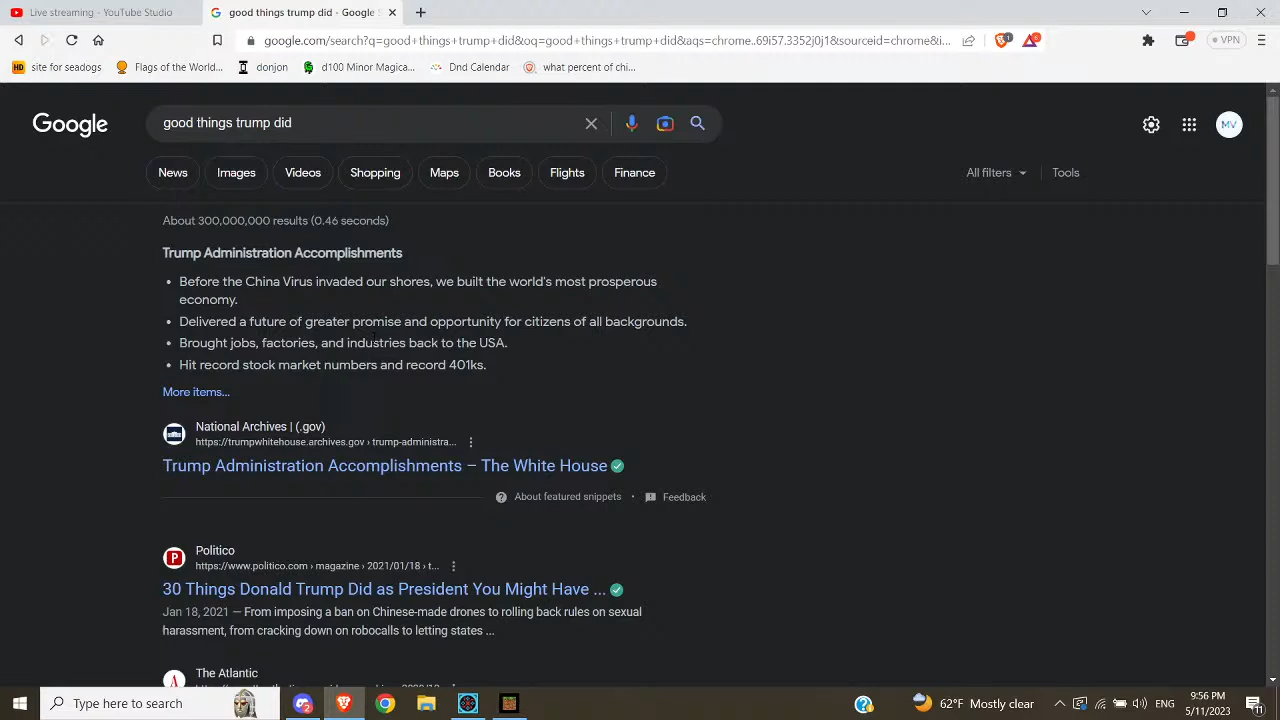 Live streaming - YouTube Studio
good things trump did - Google S
google.com/search?q=good+things+trump+did&oq=good+things+trump+did&aqs=chrome..69i57.3352j0j1&sourceid=chrome&i...
1
6
VPN
HD site for seadogs
Flags of the World...
donjon
d100 Minor Magica...
Dnd Calendar
what percent of chi...
Google
good things trump did
MV
News
Images
Videos
Shopping
Maps
Books
Flights
Finance
All filters
Tools
About 300,000,000 results (0.46 seconds)
Trump Administration Accomplishments
• Before the China Virus invaded our shores, we built the world's most prosperous
economy.
• Delivered a future of greater promise and opportunity for citizens of all backgrounds.
• Brought jobs, factories, and industries back to the USA.
• Hit record stock market numbers and record 401ks.
More items...
National Archives | (.gov)
https://trumpwhitehouse.archives.gov › trump-administra...
Trump Administration Accomplishments – The White House
About featured snippets • Feedback
P
Politico
https://www.politico.com › magazine › 2021/01/18 › t...
30 Things Donald Trump Did as President You Might Have ...
Jan 18, 2021 — From imposing a ban on Chinese-made drones to rolling back rules on sexual
harassment, from cracking down on robocalls to letting states ...
A
The Atlantic
Type here to search
62°F Mostly clear
ENG
9:56 PM
5/11/2023
11